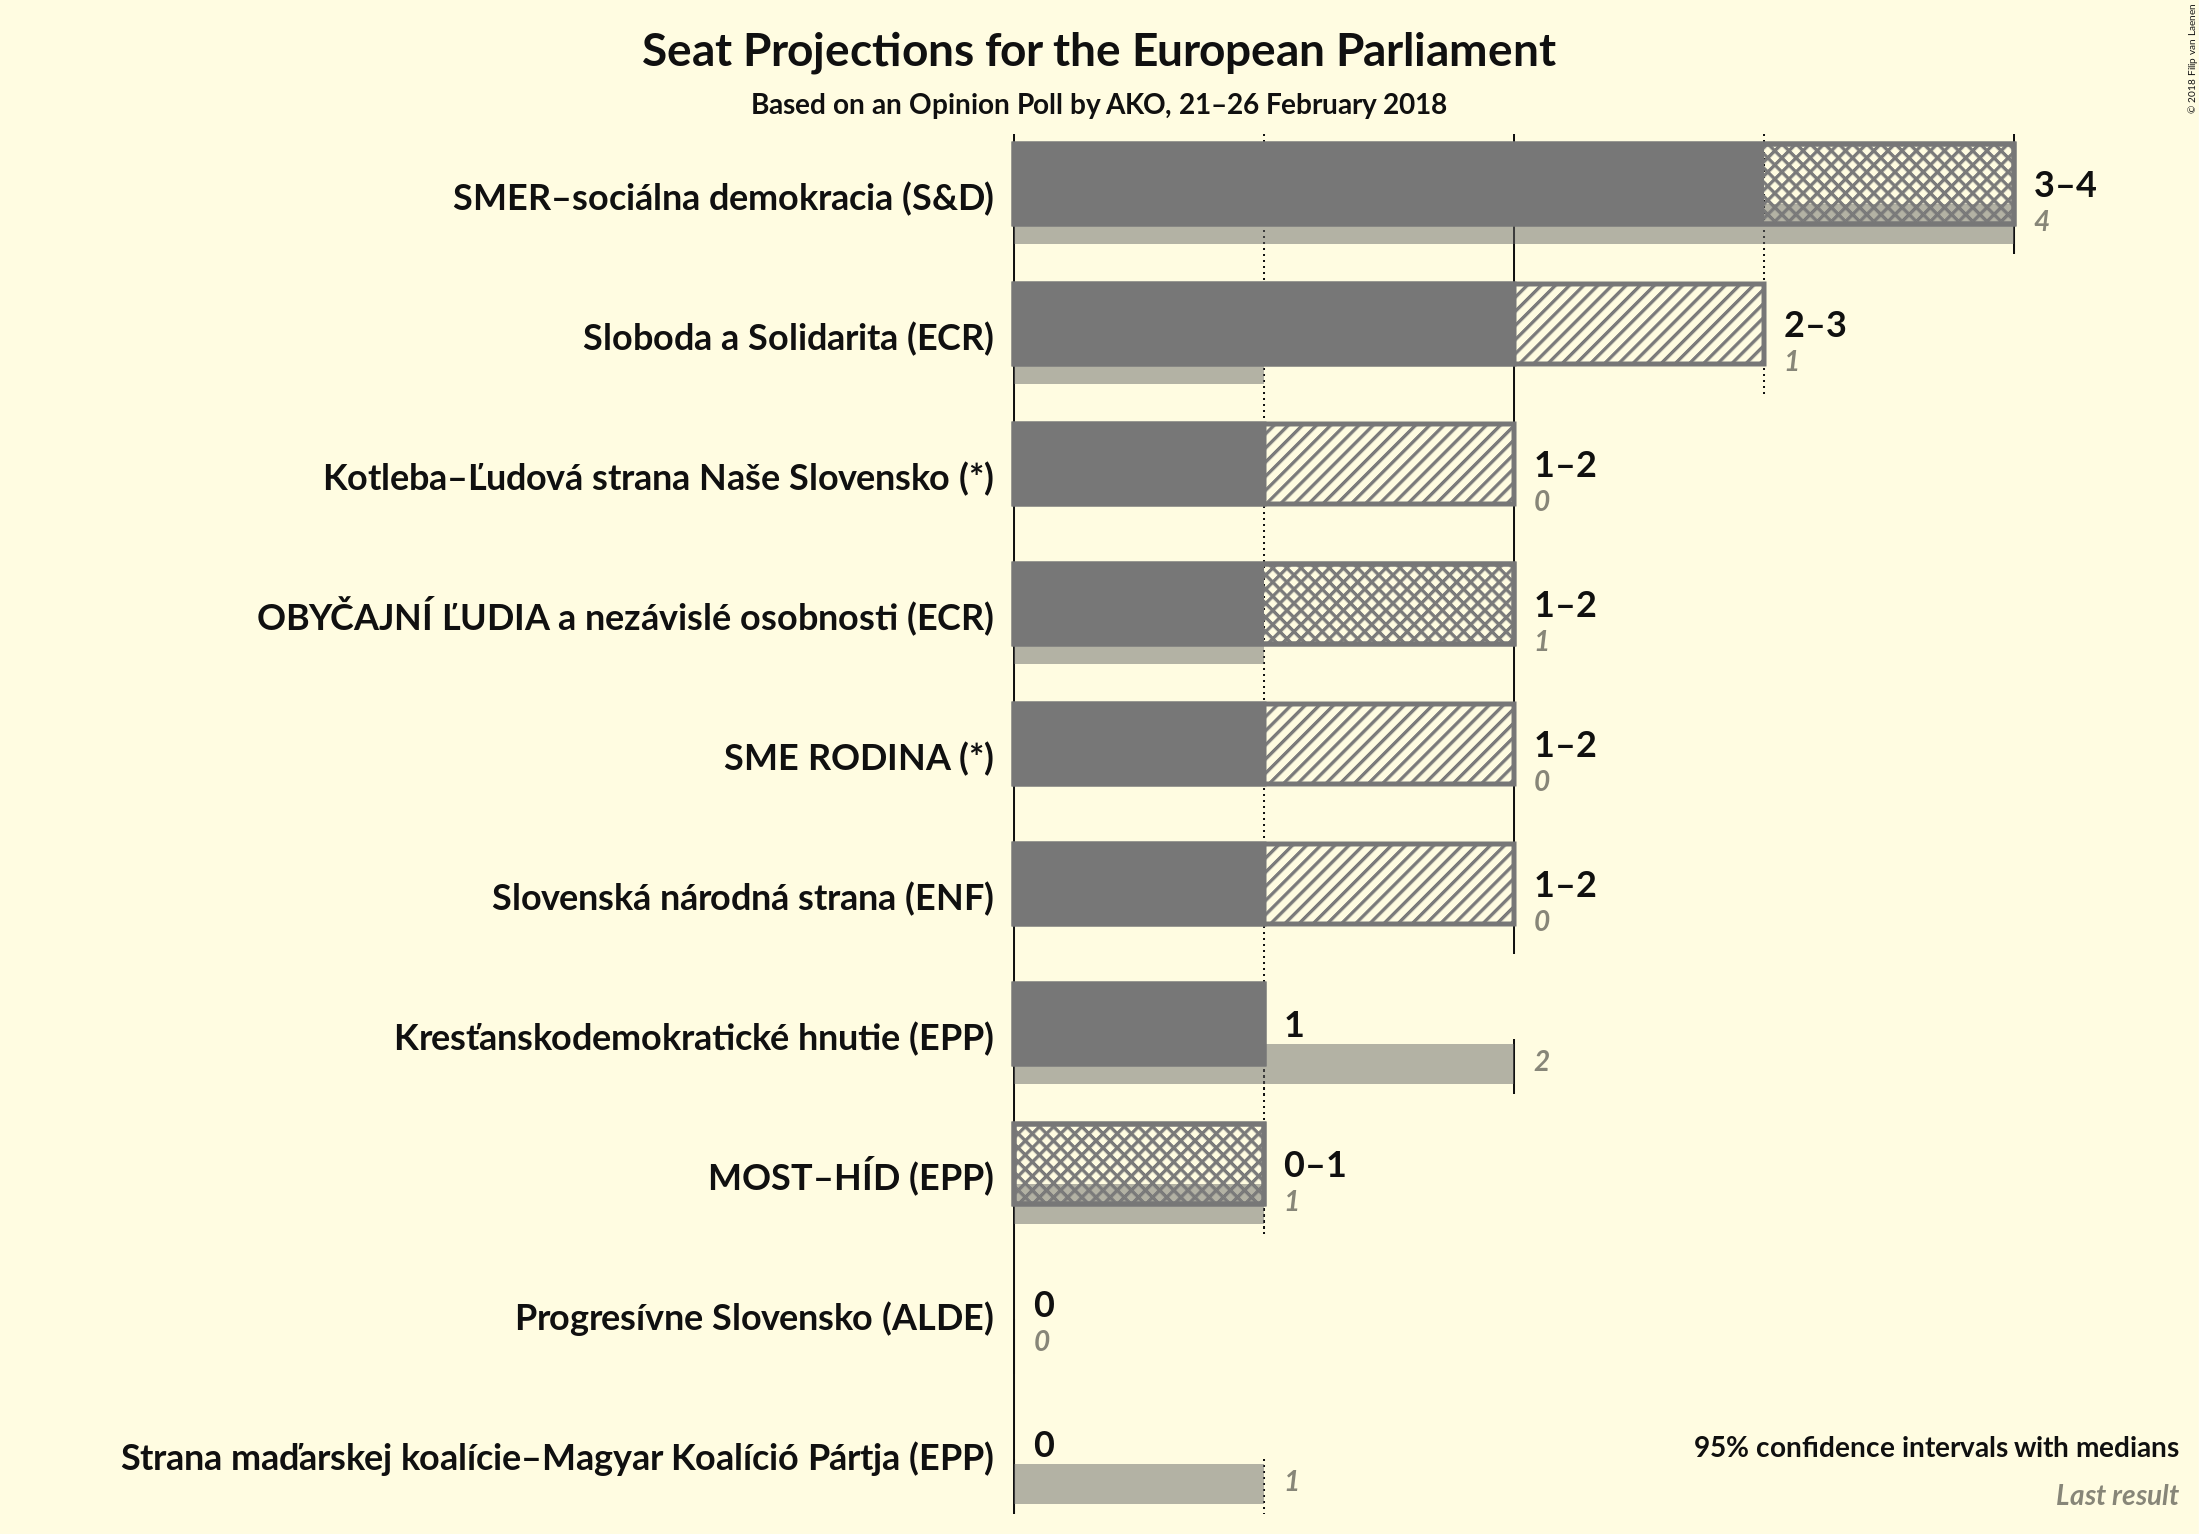 Seat Projections for the European Parliament
Based on an Opinion Poll by AKO, 21–26 February 2018
© 2018 Filip van Laenen
SMER–sociálna demokracia (S&D)
3–4
4
Sloboda a Solidarita (ECR)
2–3
1
Kotleba–Ľudová strana Naše Slovensko (*)
1–2
0
OBYČAJNÍ ĽUDIA a nezávislé osobnosti (ECR)
1–2
1
SME RODINA (*)
1–2
0
Slovenská národná strana (ENF)
1–2
0
Kresťanskodemokratické hnutie (EPP)
1
2
MOST–HÍD (EPP)
0–1
1
Progresívne Slovensko (ALDE)
0
0
Strana maďarskej koalície–Magyar Koalíció Pártja (EPP)
0
1
95% confidence intervals with medians
Last result